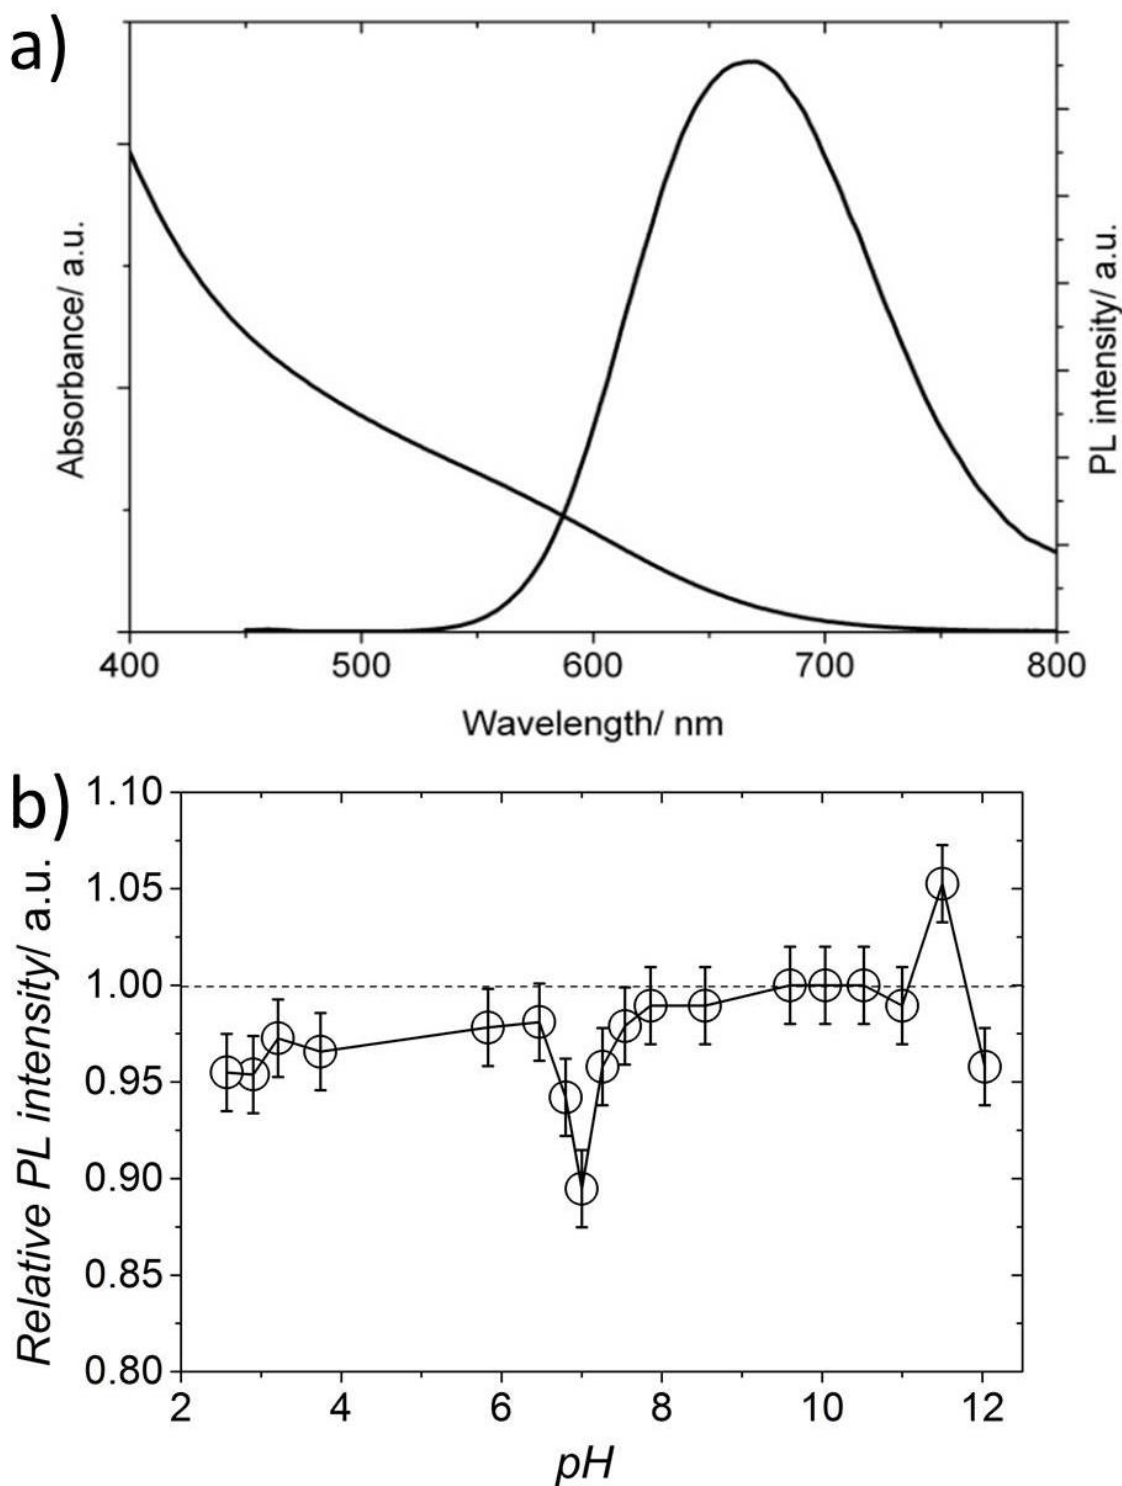 a)
Absorbance/ a.u.
PL intensity/ a.u.
400 500 600 700 800
Wavelength/ nm
b)
Relative PL intensity/ a.u.
1.10
1.05
1.00
0.95
0.90
0.85
0.80
2 4 6 8 10 12
pH